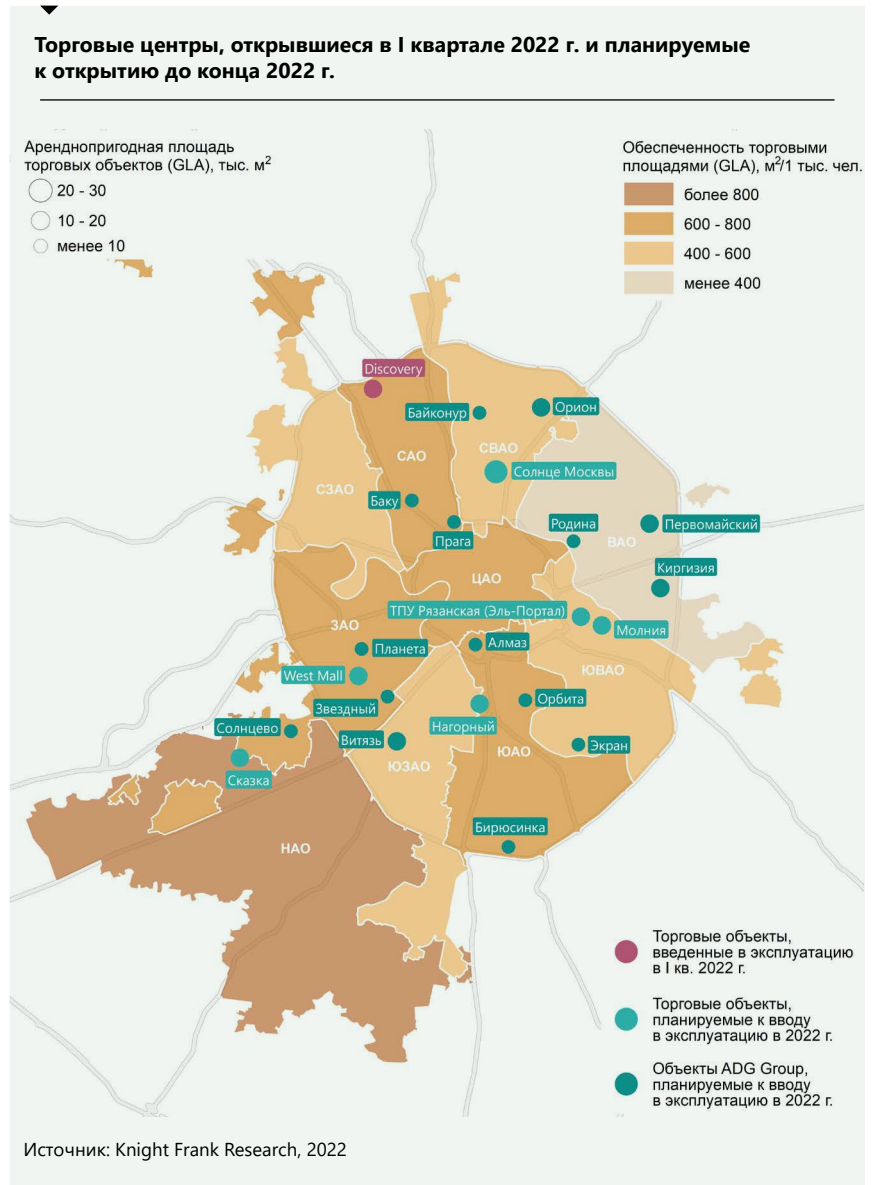 Торговые центры, открывшиеся в I квартале 2022 г. и планируемые
к открытию до конца 2022 г.
Аренднопригодная площадь
торговых объектов (GLA), тыс. м²
20 - 30
10 - 20
менее 10
Обеспеченность торговыми
площадями (GLA), м²/1 тыс. чел.
более 800
600 - 800
400 - 600
менее 400
Discovery
Байконур
Орион
САО
СВАО
Солнце Москвы
СЗАО
Баку
Прага
Родина
Первомайский
ВАО
Киргизия
ЦАО
ТПУ Рязанская (Эль-Портал)
Молния
ЗАО
Планета
Алмаз
ЮВАО
West Mall
Звездный
Орбита
Нагорный
Солнцево
Витязь
Экран
ЮАО
Сказка
ЮЗАО
Бирюсинка
НАО
Торговые объекты,
введенные в эксплуатацию
в I кв. 2022 г.
Торговые объекты,
планируемые к вводу
в эксплуатацию в 2022 г.
Объекты ADG Group,
планируемые к вводу
в эксплуатацию в 2022 г.
Источник: Knight Frank Research, 2022